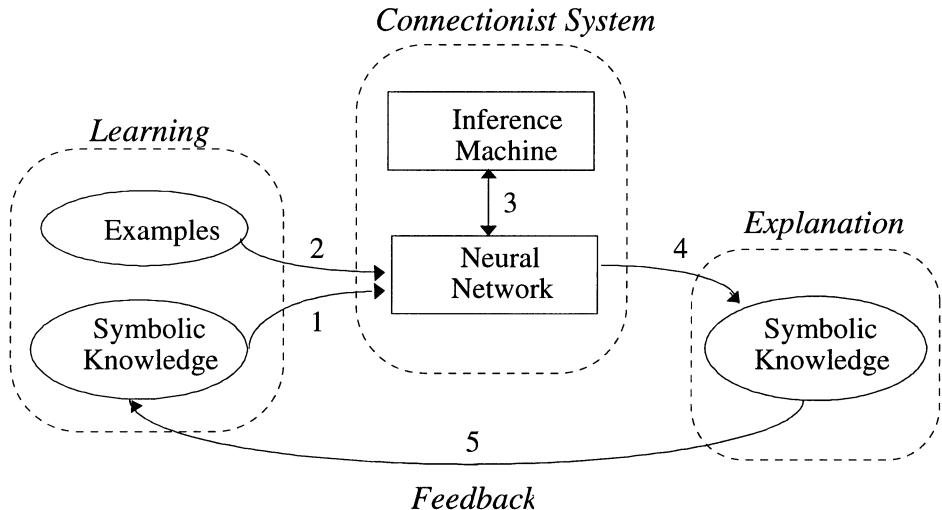 Connectionist System
Learning
Inference
Machine
Examples
2
3
Neural
Network
Symbolic
Knowledge
1
4
Explanation
Symbolic
Knowledge
5
Feedback